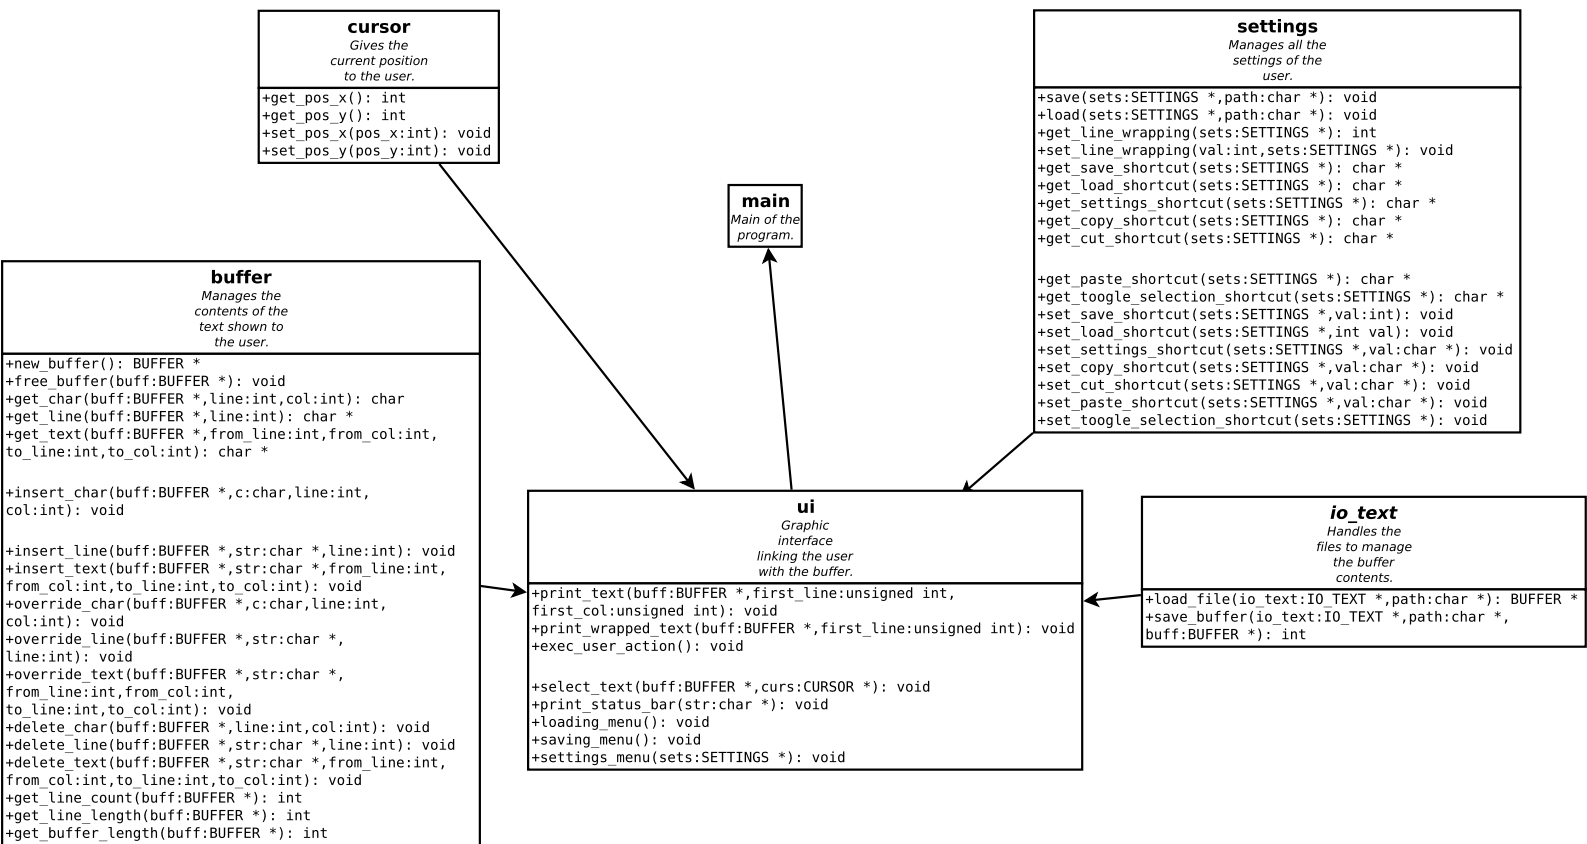 cursor
Gives the
current position
to the user.
+get_pos_x(): int
+get_pos_y(): int
+set_pos_x(pos_x:int): void
+set_pos_y(pos_y:int): void
settings
Manages all the
settings of the
user.
+save(sets:SETTINGS *,path:char *): void
+load(sets:SETTINGS *,path:char *): void
+get_line_wrapping(sets:SETTINGS *): int
+set_line_wrapping(val:int,sets:SETTINGS *): void
+get_save_shortcut(sets:SETTINGS *): char *
+get_load_shortcut(sets:SETTINGS *): char *
+get_settings_shortcut(sets:SETTINGS *): char *
+get_copy_shortcut(sets:SETTINGS *): char *
+get_cut_shortcut(sets:SETTINGS *): char *
+get_paste_shortcut(sets:SETTINGS *): char *
+get_toogle_selection_shortcut(sets:SETTINGS *): char *
+set_save_shortcut(sets:SETTINGS *,val:int): void
+set_load_shortcut(sets:SETTINGS *,int val): void
+set_settings_shortcut(sets:SETTINGS *,val:char *): void
+set_copy_shortcut(sets:SETTINGS *,val:char *): void
+set_cut_shortcut(sets:SETTINGS *,val:char *): void
+set_paste_shortcut(sets:SETTINGS *,val:char *): void
+set_toogle_selection_shortcut(sets:SETTINGS *): void
main
Main of the
program.
buffer
Manages the
contents of the
text shown to
the user.
+new_buffer(): BUFFER *
+free_buffer(buff:BUFFER *): void
+get_char(buff:BUFFER *,line:int,col:int): char
+get_line(buff:BUFFER *,line:int): char *
+get_text(buff:BUFFER *,from_line:int,from_col:int,
to_line:int,to_col:int): char *
+insert_char(buff:BUFFER *,c:char,line:int,
col:int): void
+insert_line(buff:BUFFER *,str:char *,line:int): void
+insert_text(buff:BUFFER *,str:char *,from_line:int,
from_col:int,to_line:int,to_col:int): void
+override_char(buff:BUFFER *,c:char,line:int,
col:int): void
+override_line(buff:BUFFER *,str:char *,
line:int): void
+override_text(buff:BUFFER *,str:char *,
from_line:int,from_col:int,
to_line:int,to_col:int): void
+delete_char(buff:BUFFER *,line:int,col:int): void
+delete_line(buff:BUFFER *,str:char *,line:int): void
+delete_text(buff:BUFFER *,str:char *,from_line:int,
from_col:int,to_line:int,to_col:int): void
+get_line_count(buff:BUFFER *): int
+get_line_length(buff:BUFFER *): int
+get_buffer_length(buff:BUFFER *): int
ui
Graphic
interface
linking the user
with the buffer.
+print_text(buff:BUFFER *,first_line:unsigned int,
first_col:unsigned int): void
+print_wrapped_text(buff:BUFFER *,first_line:unsigned int): void
+exec_user_action(): void
+select_text(buff:BUFFER *,curs:CURSOR *): void
+print_status_bar(str:char *): void
+loading_menu(): void
+saving_menu(): void
+settings_menu(sets:SETTINGS *): void
io_text
Handles the
files to manage
the buffer
contents.
+load_file(io_text:IO_TEXT *,path:char *): BUFFER *
+save_buffer(io_text:IO_TEXT *,path:char *,
buff:BUFFER *): int